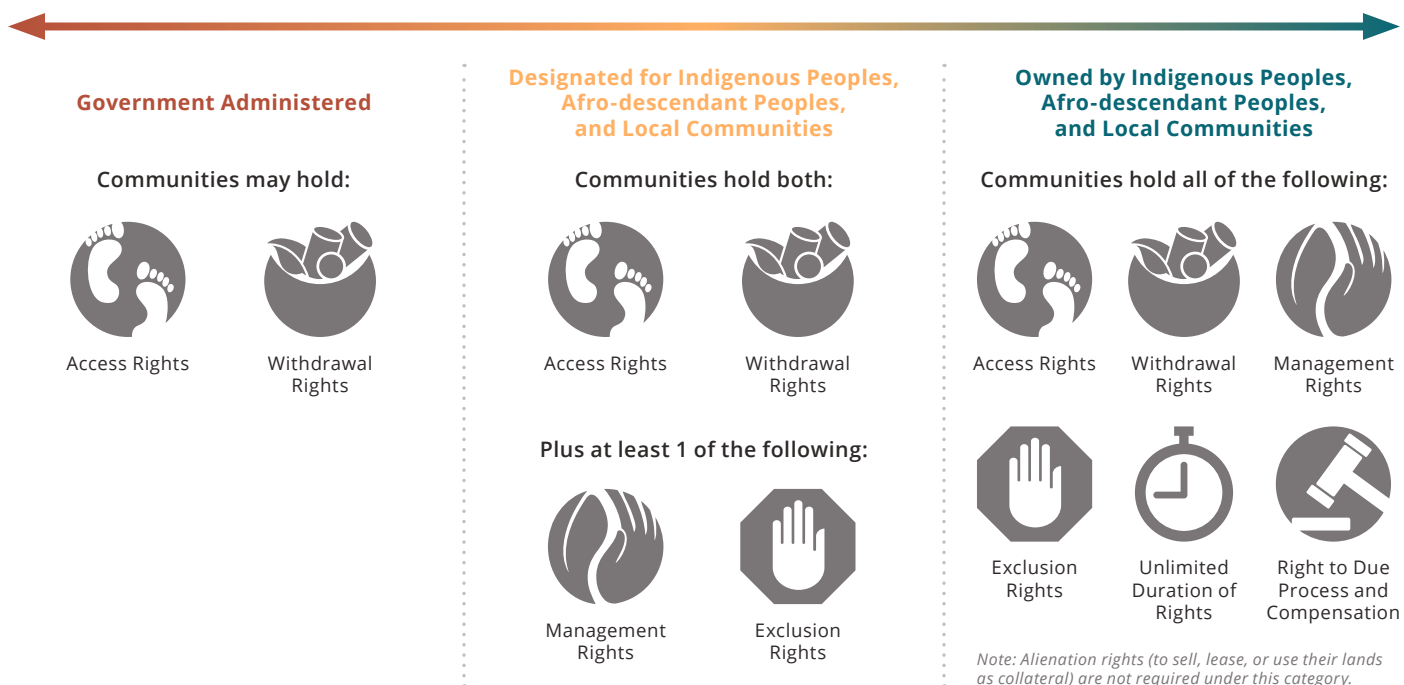 Government Administered
Communities may hold:
Access Rights
Withdrawal
Rights
Designated for Indigenous Peoples,
Afro-descendant Peoples,
and Local Communities
Communities hold both:
Access Rights
Withdrawal
Rights
Plus at least 1 of the following:
Management
Rights
Exclusion
Rights
Owned by Indigenous Peoples,
Afro-descendant Peoples,
and Local Communities
Communities hold all of the following:
Access Rights
Withdrawal
Rights
Management
Rights
Exclusion
Rights
Unlimited
Duration of
Rights
Right to Due
Process and
Compensation
Note: Alienation rights (to sell, lease, or use their lands
as collateral) are not required under this category.